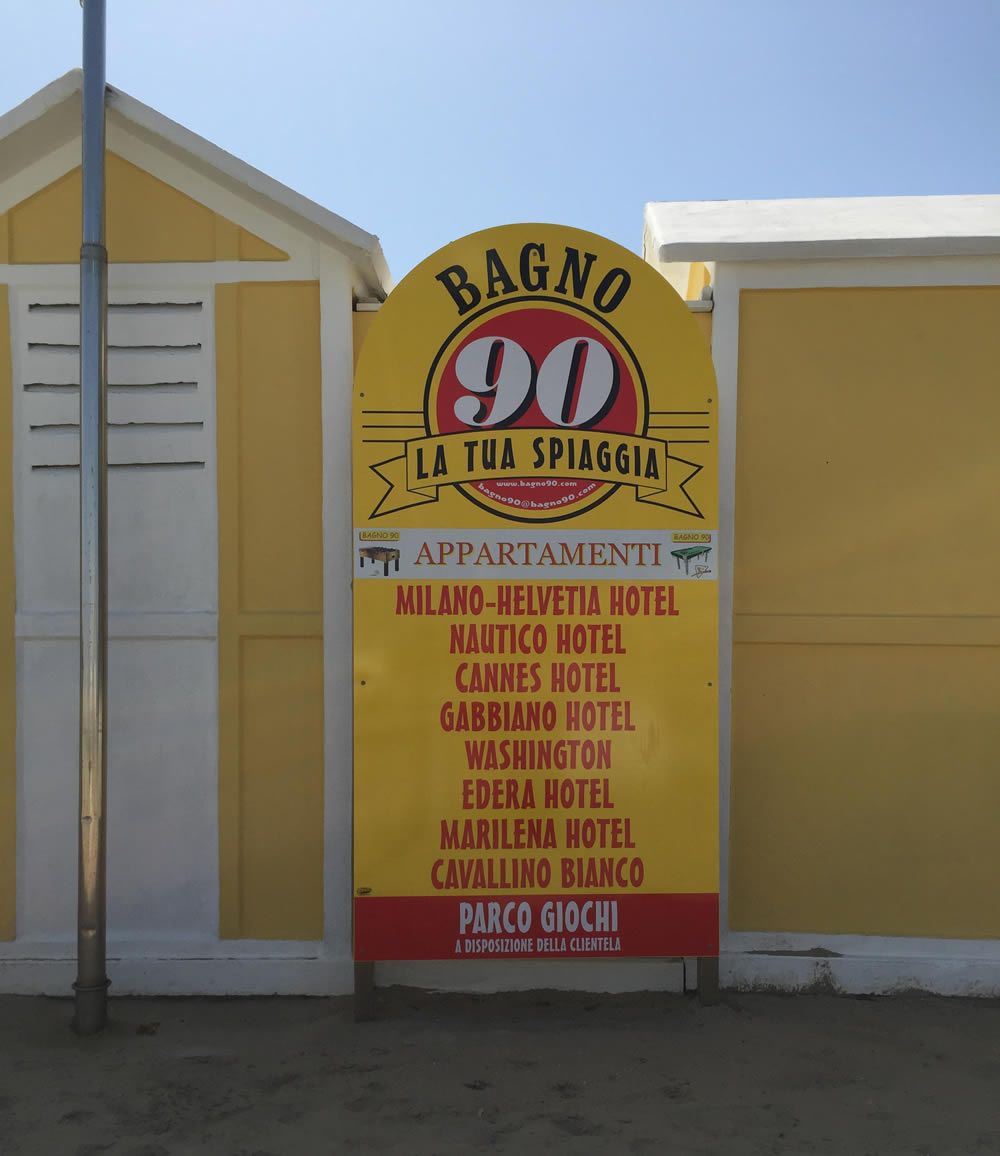 BAGNO
90
LA TUA SPIAGGIA
www.bagno90.com
bagno90@bagno90.com
BAGNO 90
APPARTAMENTI
BAGNO 90
MILANO-HELVETIA HOTEL
NAUTICO HOTEL
CANNES HOTEL
GABBIANO HOTEL
WASHINGTON
EDERA HOTEL
MARILENA HOTEL
CAVALLINO BIANCO
PARCO GIOCHI
A DISPOSIZIONE DELLA CLIENTELA